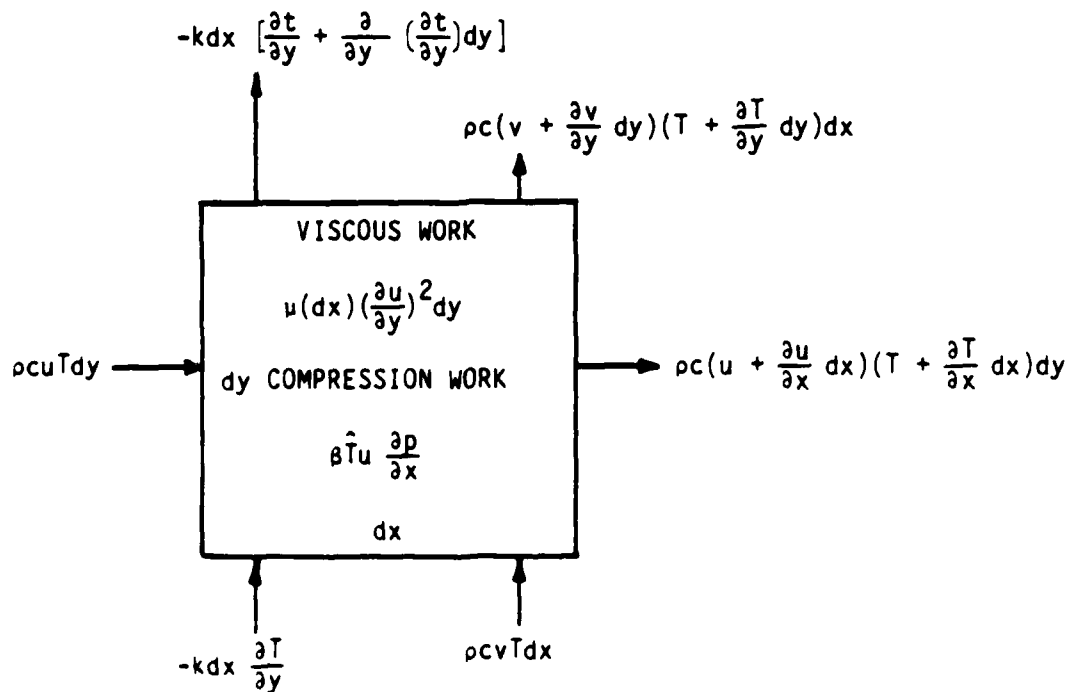 -kdx [∂t/∂y + ∂/∂y (∂t/∂y)dy]
ρc(v + ∂v/∂y dy)(T + ∂T/∂y dy)dx
VISCOUS WORK
μ(dx)(∂u/∂y)²dy
ρcuTdy
ρc(u + ∂u/∂x dx)(T + ∂T/∂x dx)dy
dy COMPRESSION WORK
βT̂u ∂p/∂x
dx
-kdx ∂T/∂y
ρcvTdx